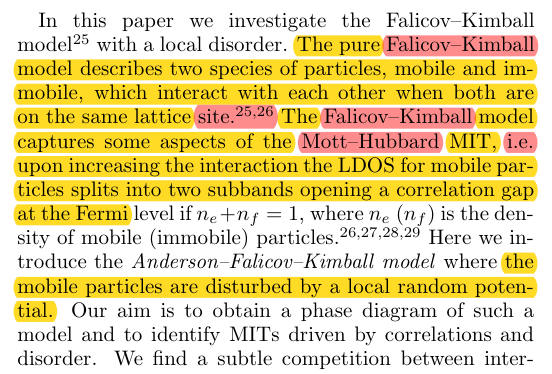 In this paper we investigate the Falicov–Kimball
model25 with a local disorder. The pure Falicov–Kimball
model describes two species of particles, mobile and im-
mobile, which interact with each other when both are
on the same lattice site.25,26 The Falicov–Kimball model
captures some aspects of the Mott–Hubbard MIT, i.e.
upon increasing the interaction the LDOS for mobile par-
ticles splits into two subbands opening a correlation gap
at the Fermi level if ne+nf = 1, where ne (nf) is the den-
sity of mobile (immobile) particles.26,27,28,29 Here we in-
troduce the Anderson–Falicov–Kimball model where the
mobile particles are disturbed by a local random poten-
tial. Our aim is to obtain a phase diagram of such a
model and to identify MITs driven by correlations and
disorder. We find a subtle competition between inter-